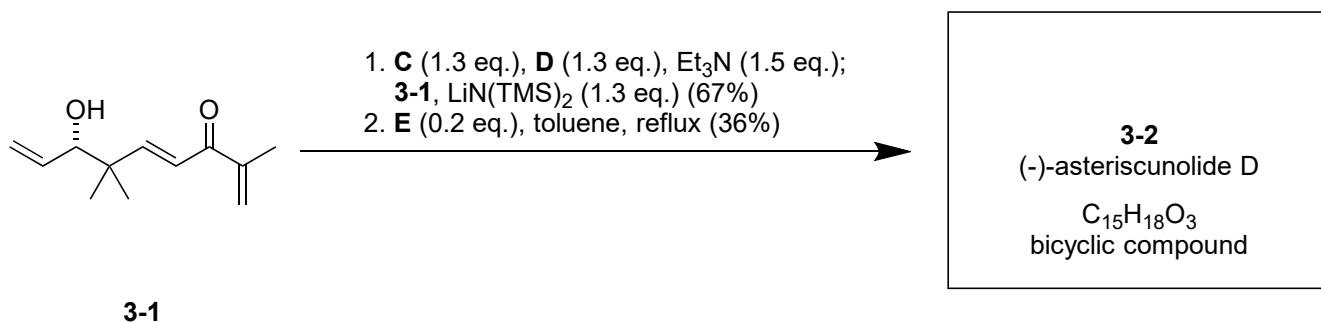 1. C (1.3 eq.), D (1.3 eq.), Et₃N (1.5 eq.);
3-1, LiN(TMS)₂ (1.3 eq.) (67%)
2. E (0.2 eq.), toluene, reflux (36%)
OH
O
3-1
3-2
(-)-asteriscunolide D
C₁₅H₁₈O₃
bicyclic compound